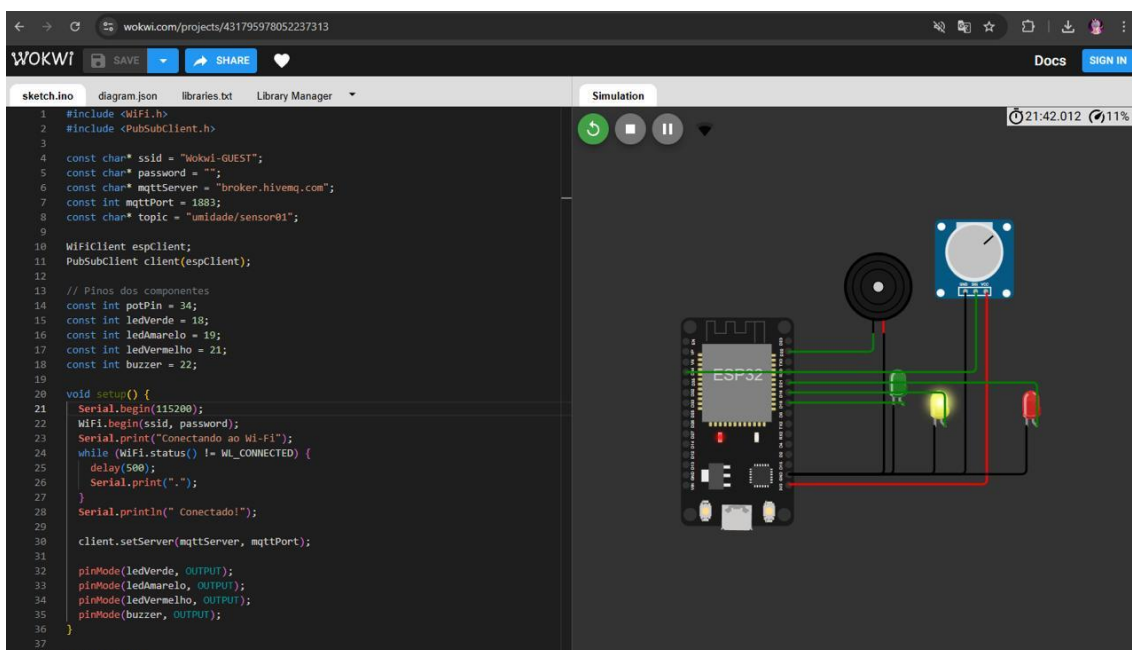 wokwi.com/projects/431795978052237313
WOKWI SAVE SHARE Docs SIGN IN
sketch.ino diagram.json libraries.txt Library Manager
1 #include <WiFi.h>
2 #include <PubSubClient.h>
3
4 const char* ssid = "Wokwi-GUEST";
5 const char* password = "";
6 const char* mqttServer = "broker.hivemq.com";
7 const int mqttPort = 1883;
8 const char* topic = "umidade/sensor01";
9
10 WiFiClient espClient;
11 PubSubClient client(espClient);
12
13 // Pinos dos componentes
14 const int potPin = 34;
15 const int ledVerde = 18;
16 const int ledAmarelo = 19;
17 const int ledVermelho = 21;
18 const int buzzer = 22;
19
20 void setup() {
21 Serial.begin(115200);
22 WiFi.begin(ssid, password);
23 Serial.print("Conectando ao Wi-Fi");
24 while (WiFi.status() != WL_CONNECTED) {
25 delay(500);
26 Serial.print(".");
27 }
28 Serial.println(" Conectado!");
29
30 client.setServer(mqttServer, mqttPort);
31
32 pinMode(ledVerde, OUTPUT);
33 pinMode(ledAmarelo, OUTPUT);
34 pinMode(ledVermelho, OUTPUT);
35 pinMode(buzzer, OUTPUT);
36 }
37
Simulation
21:42.012 11%
ESP32